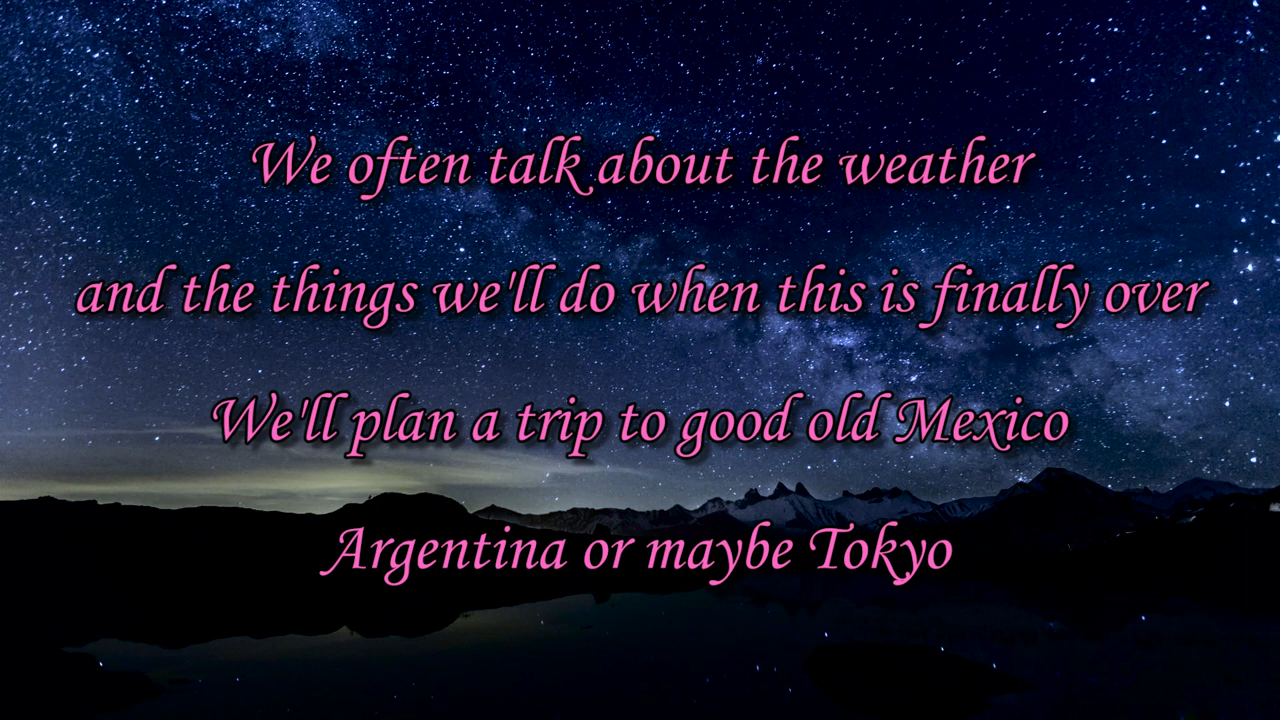 We often talk about the weather
and the things we'll do when this is finally over
We'll plan a trip to good old Mexico
Argentina or maybe Tokyo